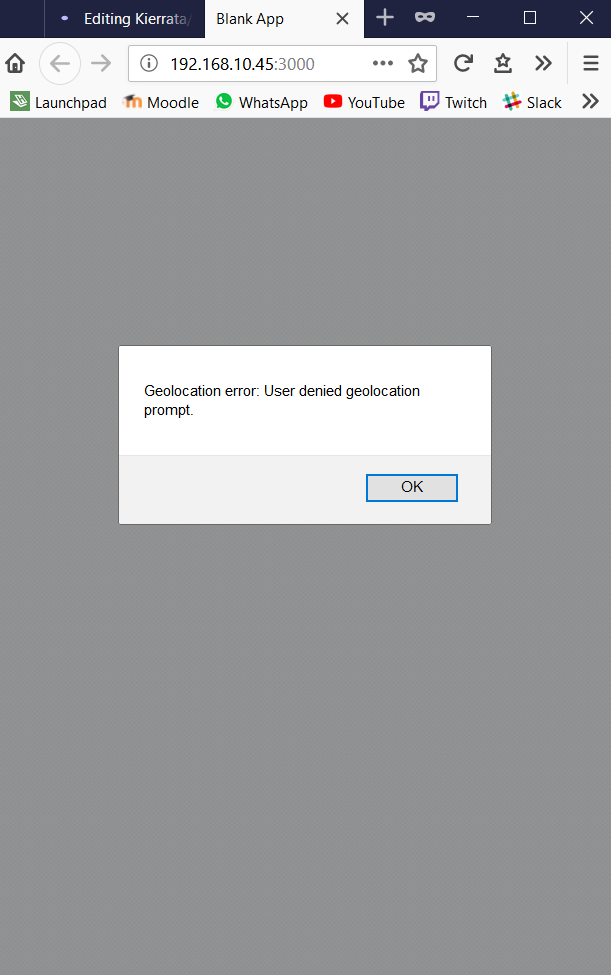 Editing Kierrata/
Blank App
192.168.10.45:3000
Launchpad
Moodle
WhatsApp
YouTube
Twitch
Slack
Geolocation error: User denied geolocation
prompt.
OK